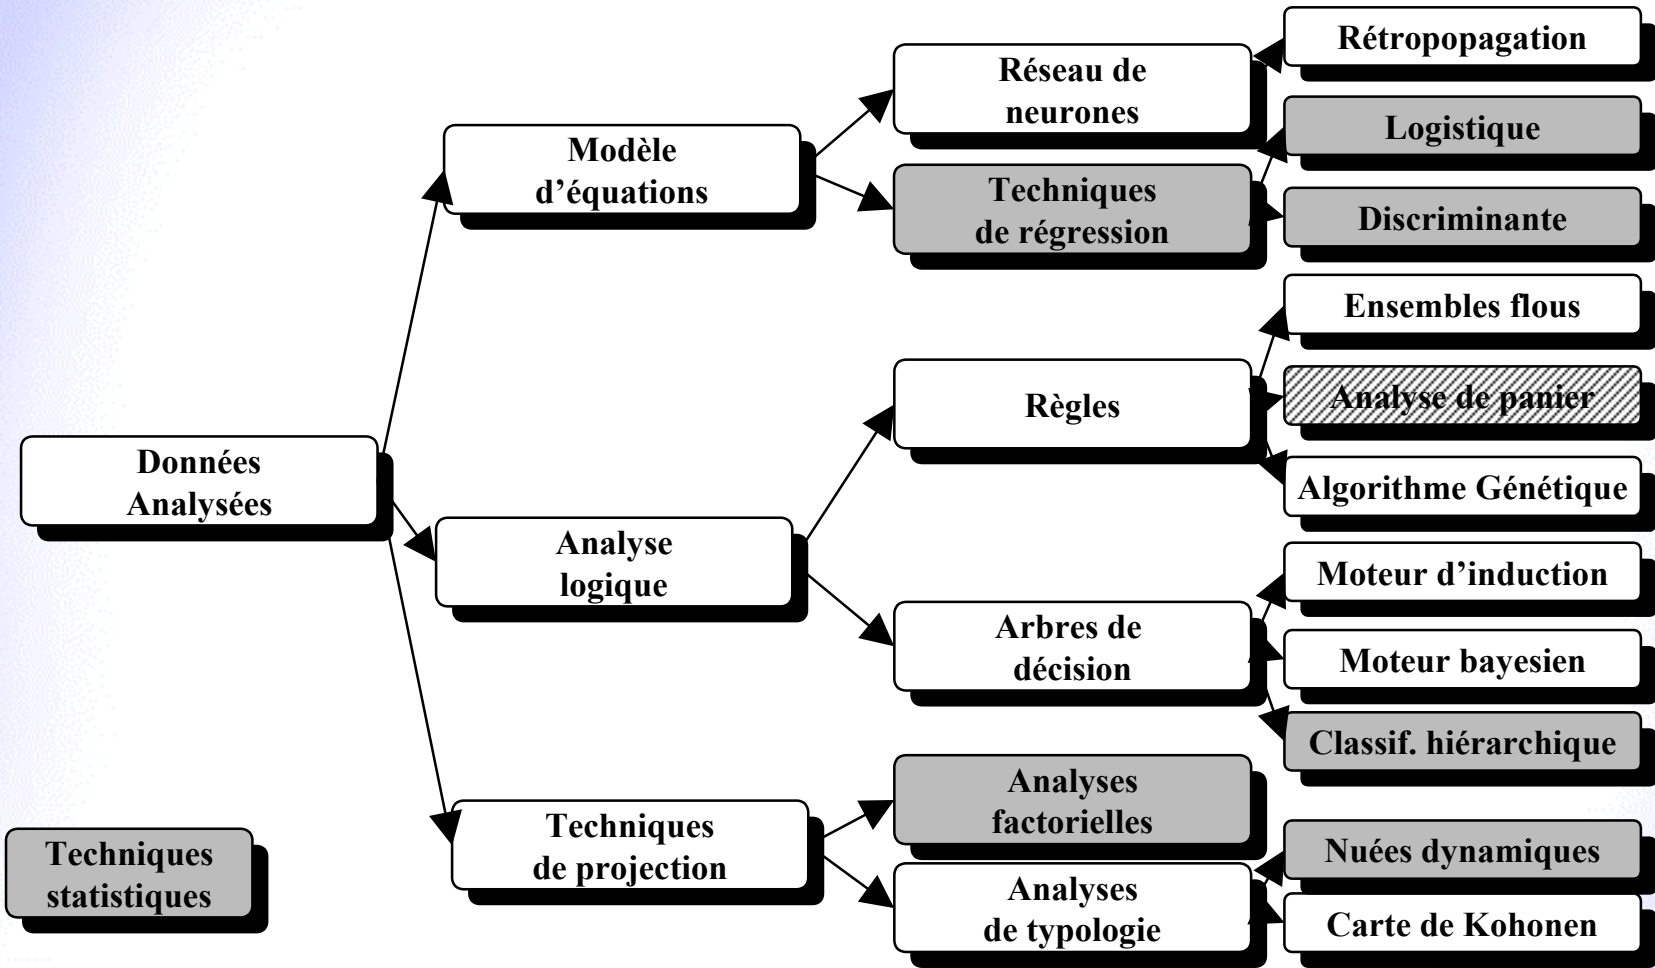 Données
Analysées
Modèle
d’équations
Réseau de
neurones
Rétropopagation
Techniques
de régression
Logistique
Discriminante
Analyse
logique
Règles
Ensembles flous
Analyse de panier
Algorithme Génétique
Arbres de
décision
Moteur d’induction
Moteur bayesien
Classif. hiérarchique
Techniques
de projection
Analyses
factorielles
Analyses
de typologie
Nuées dynamiques
Carte de Kohonen
Techniques
statistiques